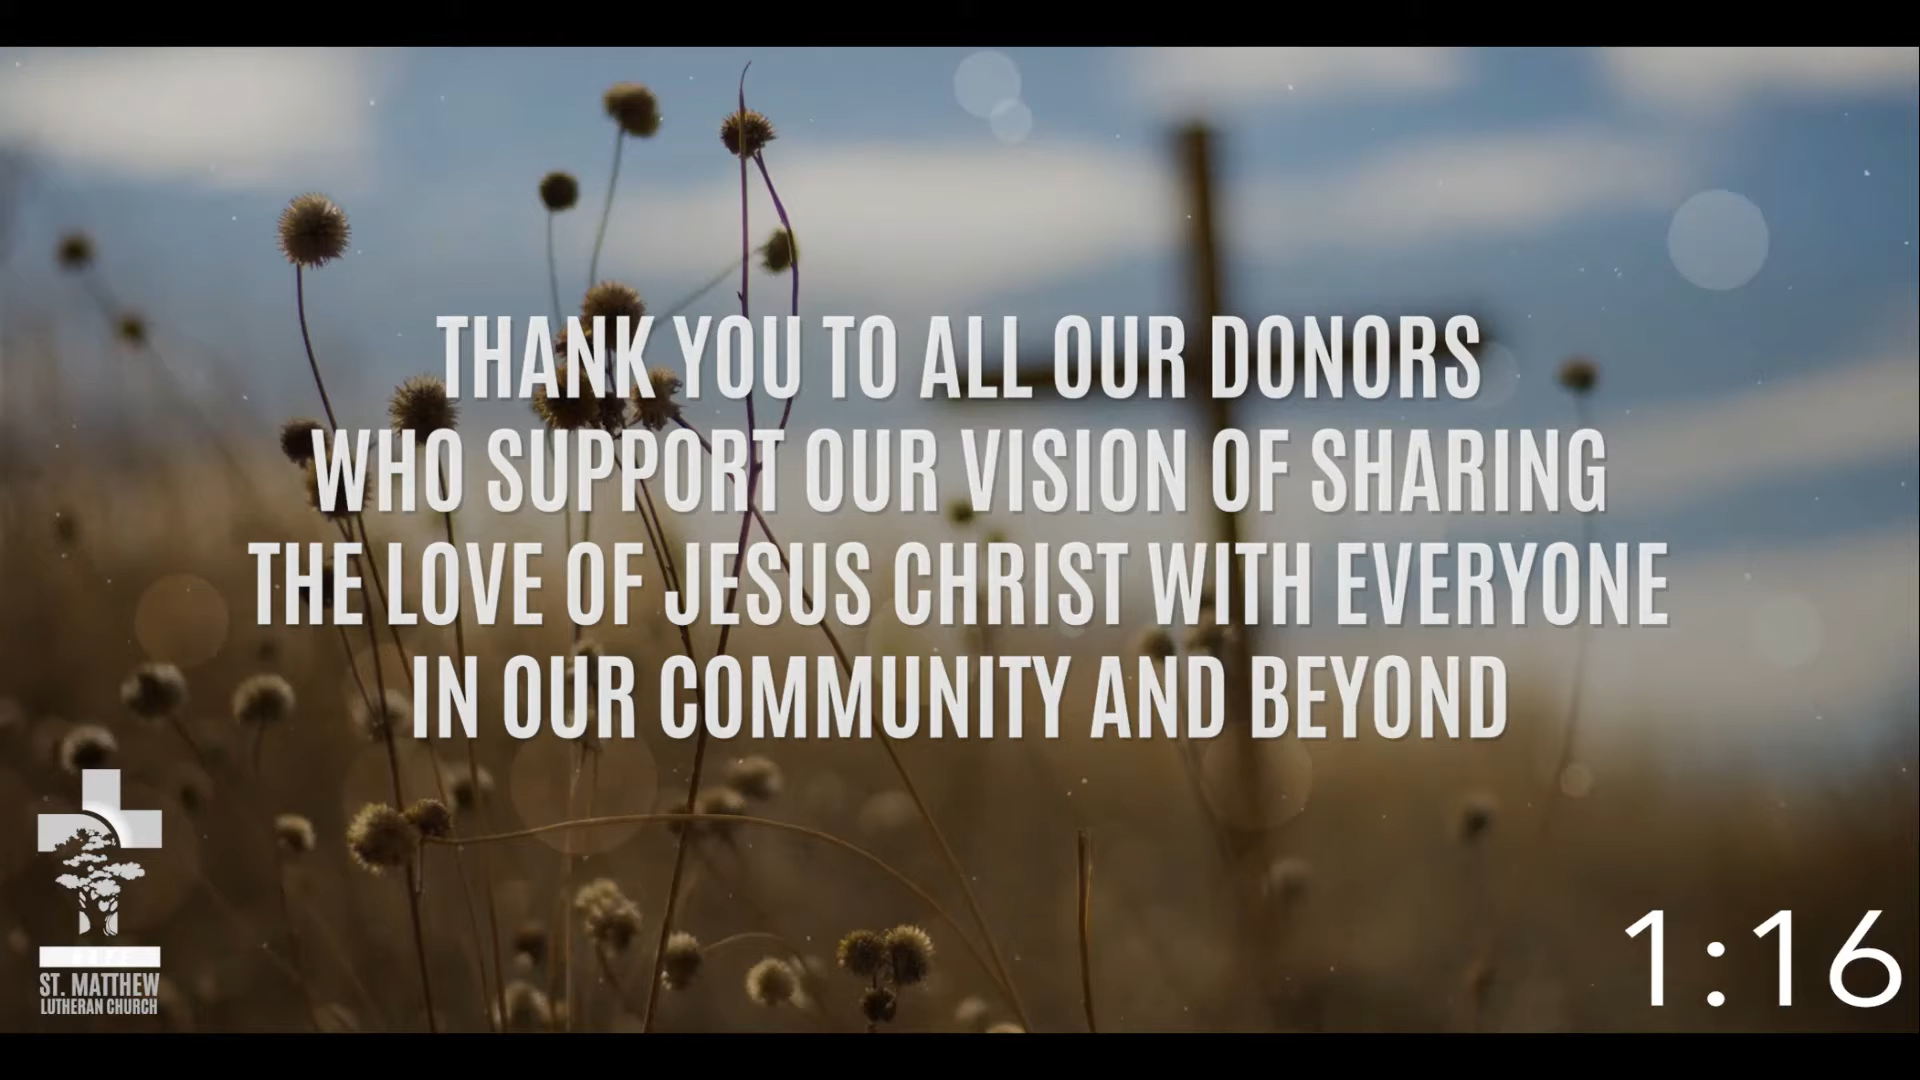 THANK YOU TO ALL OUR DONORS
WHO SUPPORT OUR VISION OF SHARING
THE LOVE OF JESUS CHRIST WITH EVERYONE
IN OUR COMMUNITY AND BEYOND
ST. MATTHEW
LUTHERAN CHURCH
1:16